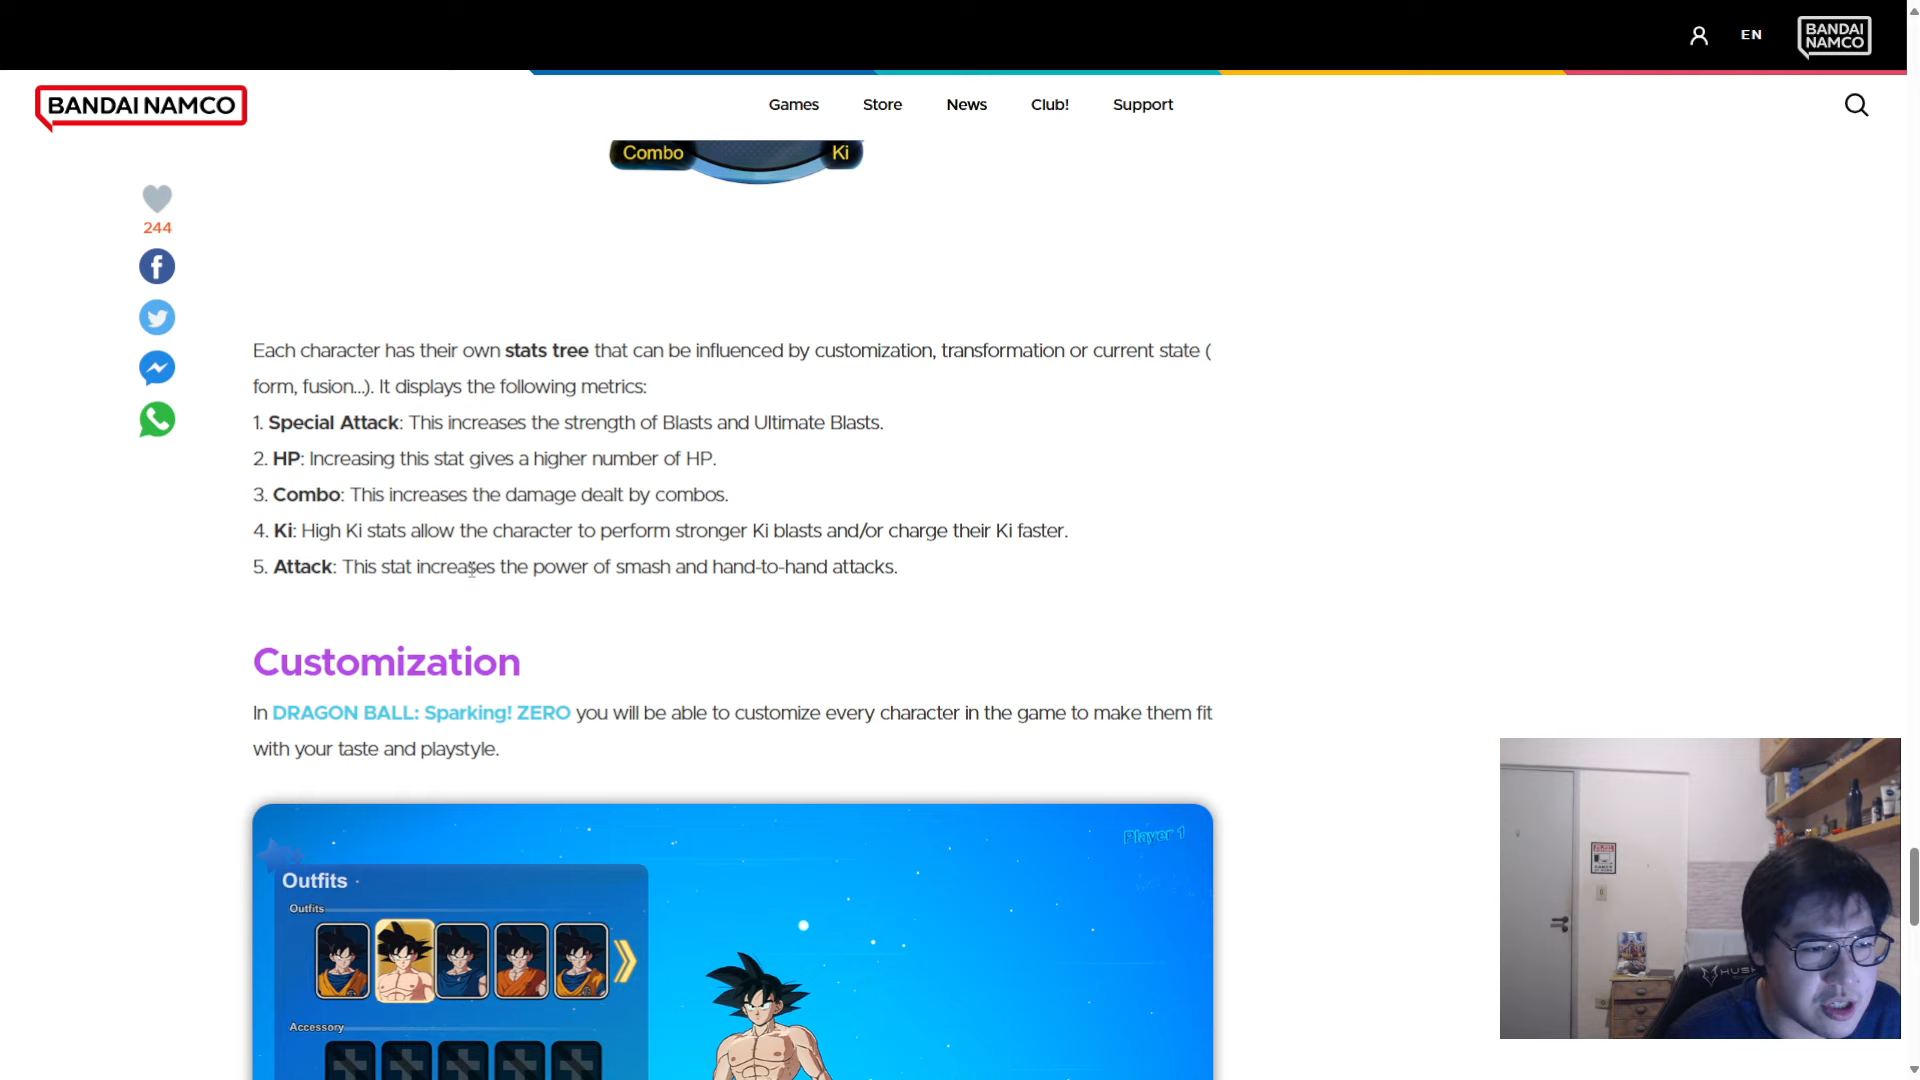 EN
BANDAI
NAMCO
BANDAI NAMCO
Games
Store
News
Club!
Support
Combo
Ki
244
Each character has their own stats tree that can be influenced by customization, transformation or current state (
form, fusion...). It displays the following metrics:
1. Special Attack: This increases the strength of Blasts and Ultimate Blasts.
2. HP: Increasing this stat gives a higher number of HP.
3. Combo: This increases the damage dealt by combos.
4. Ki: High Ki stats allow the character to perform stronger Ki blasts and/or charge their Ki faster.
5. Attack: This stat increases the power of smash and hand-to-hand attacks.
Customization
In DRAGON BALL: Sparking! ZERO you will be able to customize every character in the game to make them fit
with your taste and playstyle.
Player 1
Outfits
Outfits
Accessory